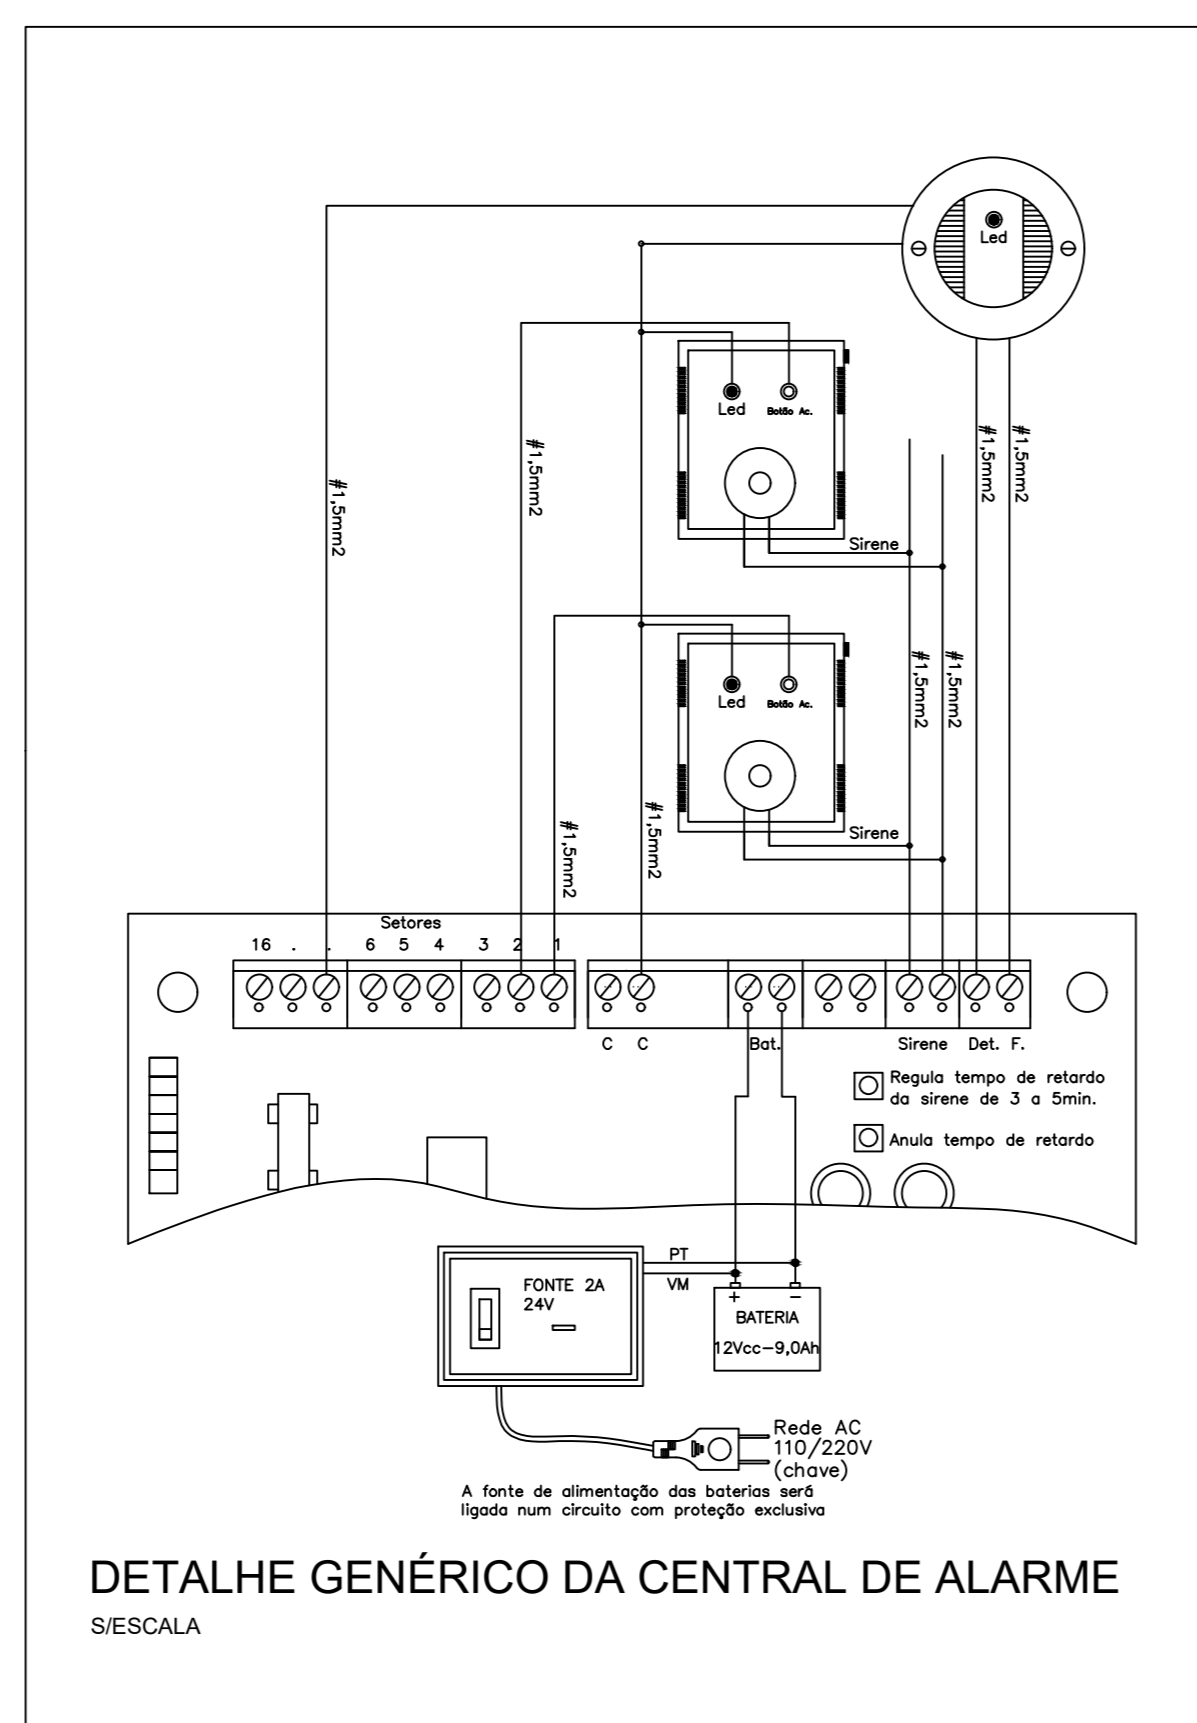 Led
Led
Botão Ac.
#1,5mm2
#1,5mm2
#1,5mm2
#1,5mm2
Sirene
Led
Botão Ac.
#1,5mm2
#1,5mm2
#1,5mm2
#1,5mm2
Sirene
Setores
16 . . 6 5 4 3 2 1
C C Bat. Sirene Det. F.
Regula tempo de retardo
da sirene de 3 a 5min.
Anula tempo de retardo
PT
VM
FONTE 2A
24V
+ −
BATERIA
12Vcc-9,0Ah
Rede AC
110/220V
(chave)
A fonte de alimentação das baterias será
ligada num circuito com proteção exclusiva
DETALHE GENÉRICO DA CENTRAL DE ALARME
S/ESCALA